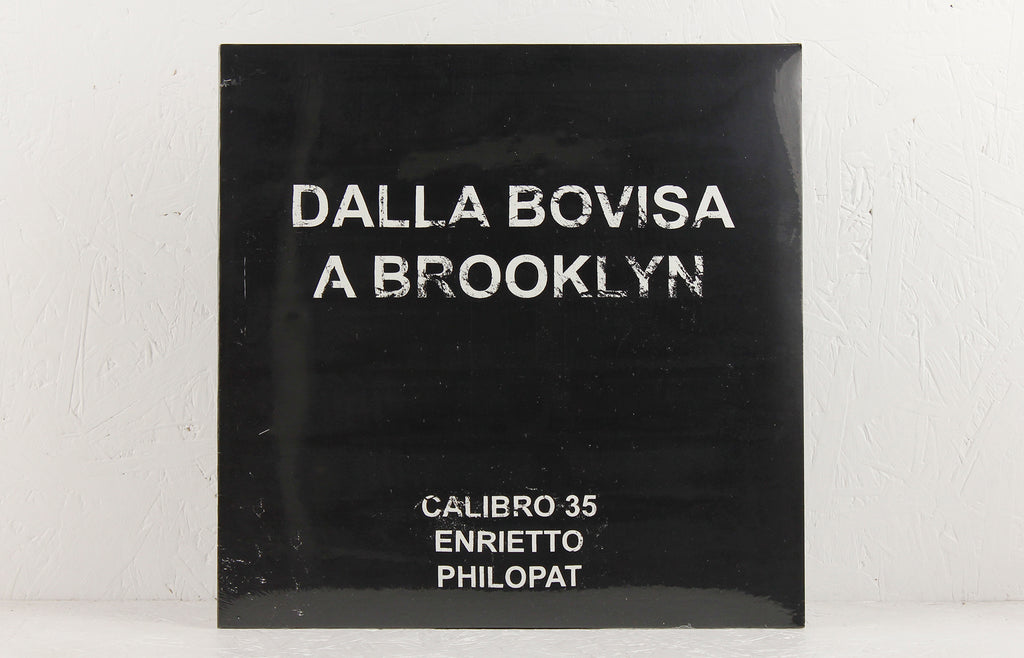 DALLA BOVISA
A BROOKLYN
CALIBRO 35
ENRIETTO
PHILOPAT